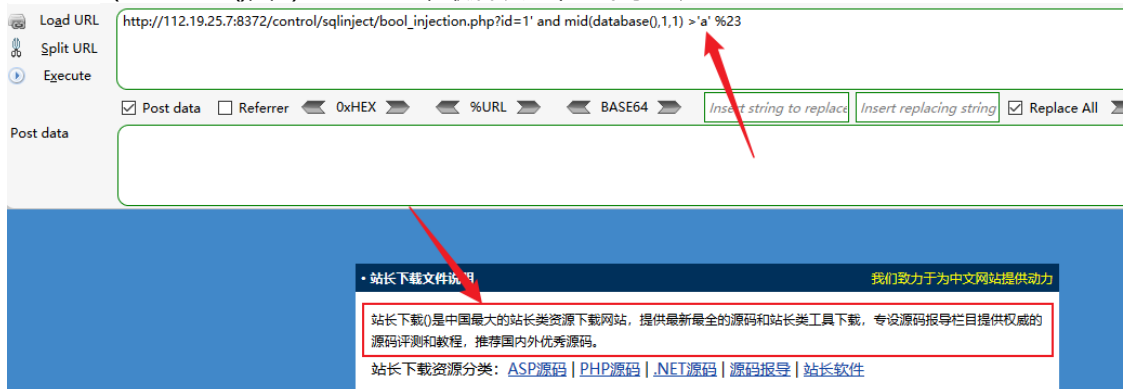 Load URL
http://112.19.25.7:8372/control/sqlinject/bool_injection.php?id=1' and mid(database(),1,1) >'a' %23
Split URL
Execute
Post data Referrer 0xHEX %URL BASE64 Insert string to replace Insert replacing string Replace All
Post data
· 站长下载文件说明 我们致力于为中文网站提供动力
站长下载()是中国最大的站长类资源下载网站，提供最新最全的源码和站长类工具下载，专设源码报导栏目提供权威的
源码评测和教程，推荐国内外优秀源码。
站长下载资源分类：ASP源码 | PHP源码 | .NET源码 | 源码报导 | 站长软件